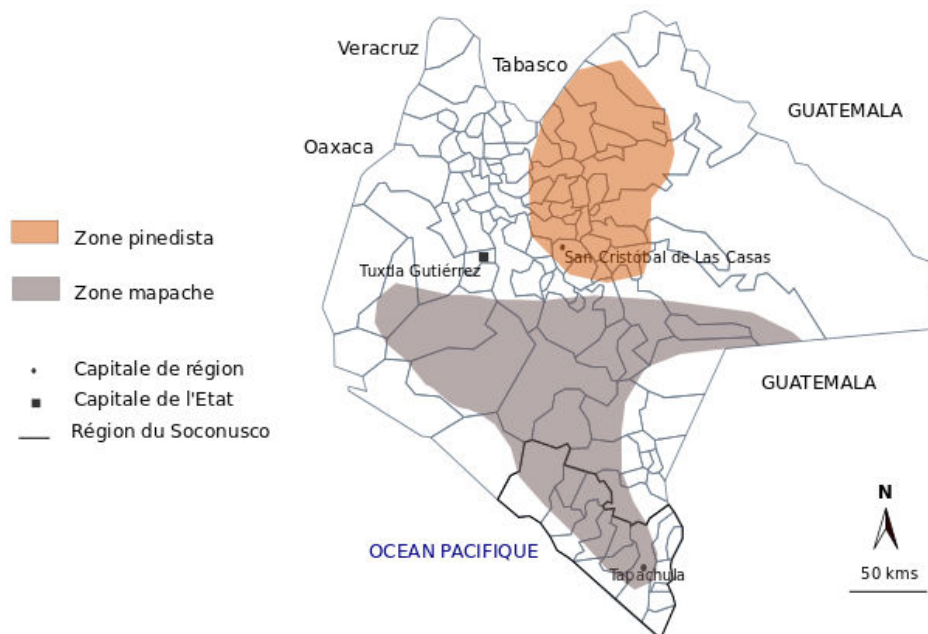 Veracruz
Tabasco
GUATEMALA
Oaxaca
Zone pinedista
San Cristóbal de Las Casas
Tuxtla Gutiérrez
Zone mapache
Capitale de région
GUATEMALA
Capitale de l'Etat
Région du Soconusco
N
OCEAN PACIFIQUE
Tapachula
50 kms